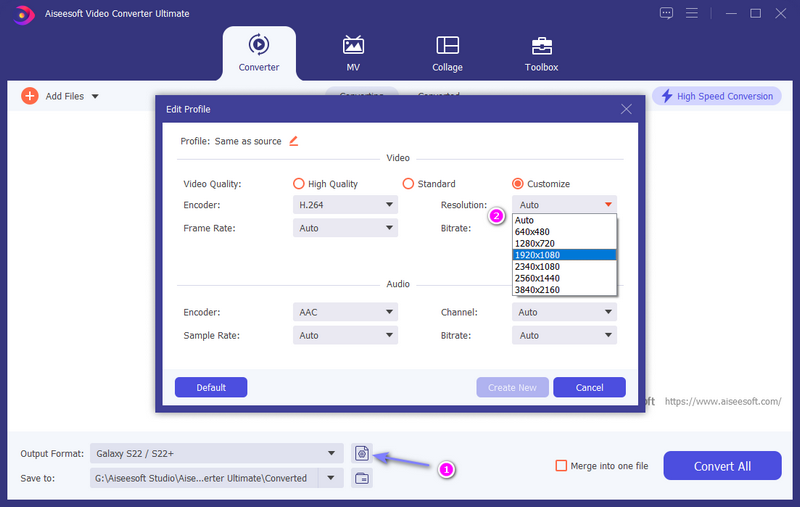 Aiseesoft Video Converter Ultimate
Converter
MV
Collage
Toolbox
Add Files
Converting
Converted
High Speed Conversion
Edit Profile
Profile: Same as source
Video
Video Quality: High Quality Standard Customize
Encoder: H.264 Resolution: Auto
2
Frame Rate: Auto Bitrate:
Auto
640x480
1280x720
1920x1080
2340x1080
2560x1440
3840x2160
Audio
Encoder: AAC Channel: Auto
Sample Rate: Auto Bitrate: Auto
Default Create New Cancel
https://www.aiseesoft.com/
Output Format: Galaxy S22 / S22+
1
Merge into one file
Convert All
Save to: G:\Aiseesoft Studio\Aise...erter Ultimate\Converted